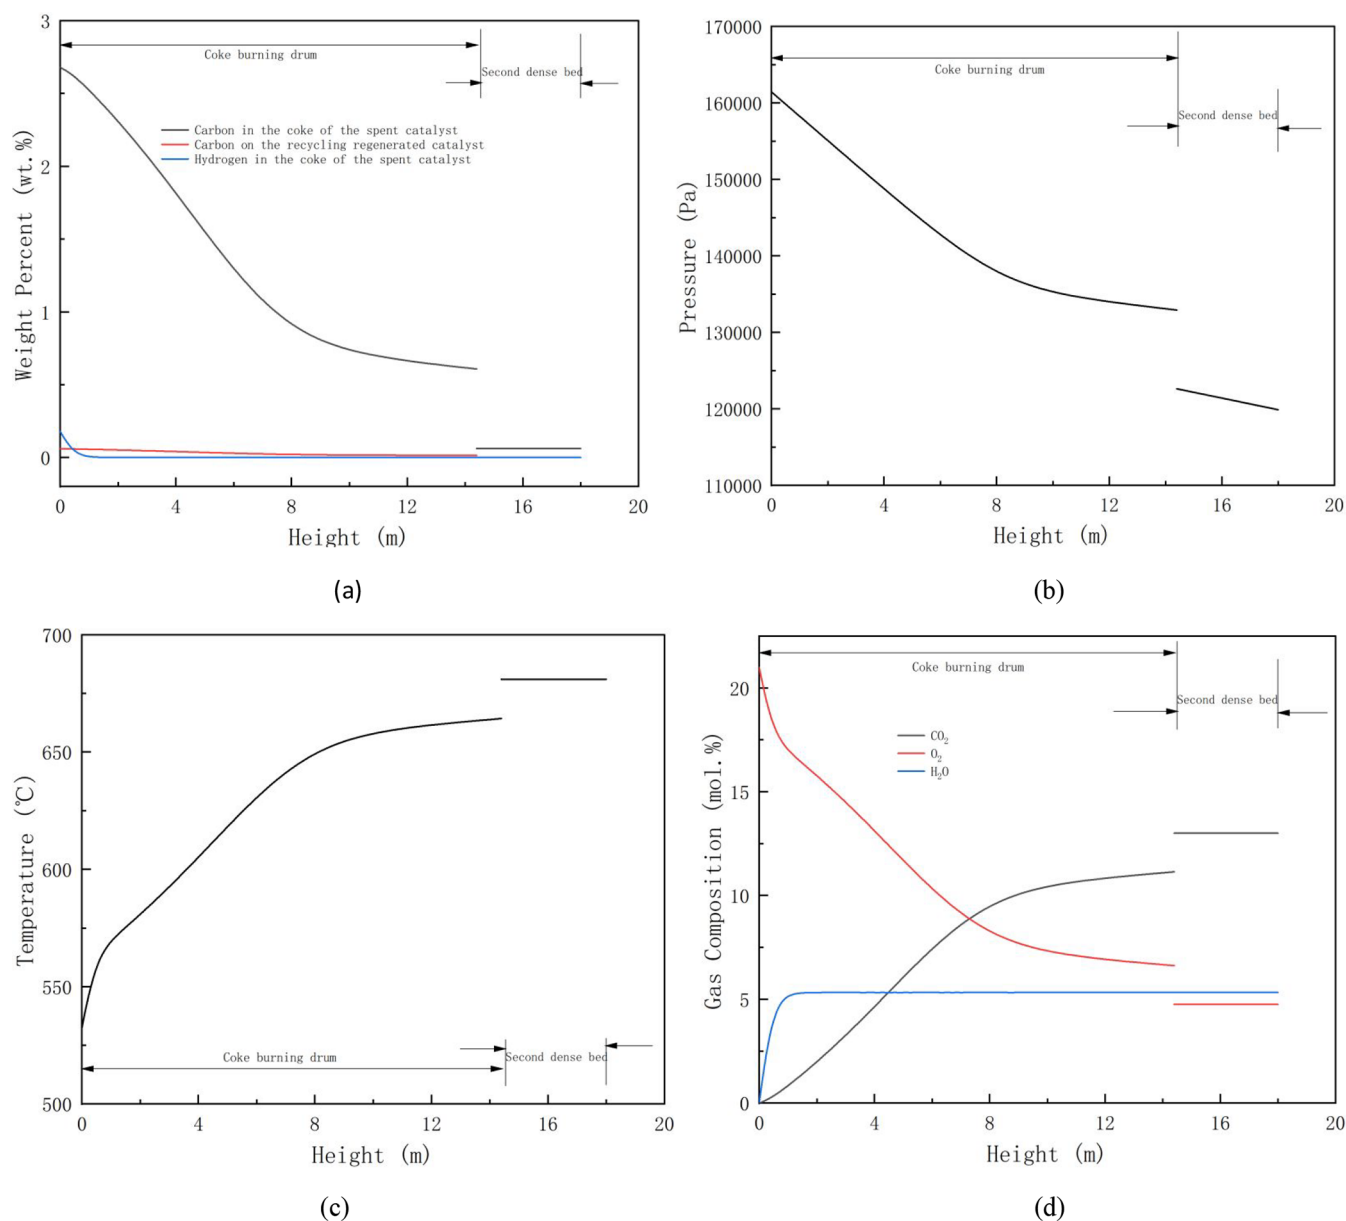 3
2
1
0
Weight Percent (wt.%)
Coke burning drum
Second dense bed
Carbon in the coke of the spent catalyst
Carbon on the recycling regenerated catalyst
Hydrogen in the coke of the spent catalyst
0 4 8 12 16 20
Height (m)
(a)
170000
160000
150000
140000
130000
120000
110000
Pressure (Pa)
Coke burning drum
Second dense bed
0 4 8 12 16 20
Height (m)
(b)
700
650
600
550
500
Temperature (℃)
Coke burning drum
Second dense bed
0 4 8 12 16 20
Height (m)
(c)
20
15
10
5
0
Gas Composition (mol.%)
Coke burning drum
Second dense bed
CO₂
O₂
H₂O
0 4 8 12 16 20
Height (m)
(d)